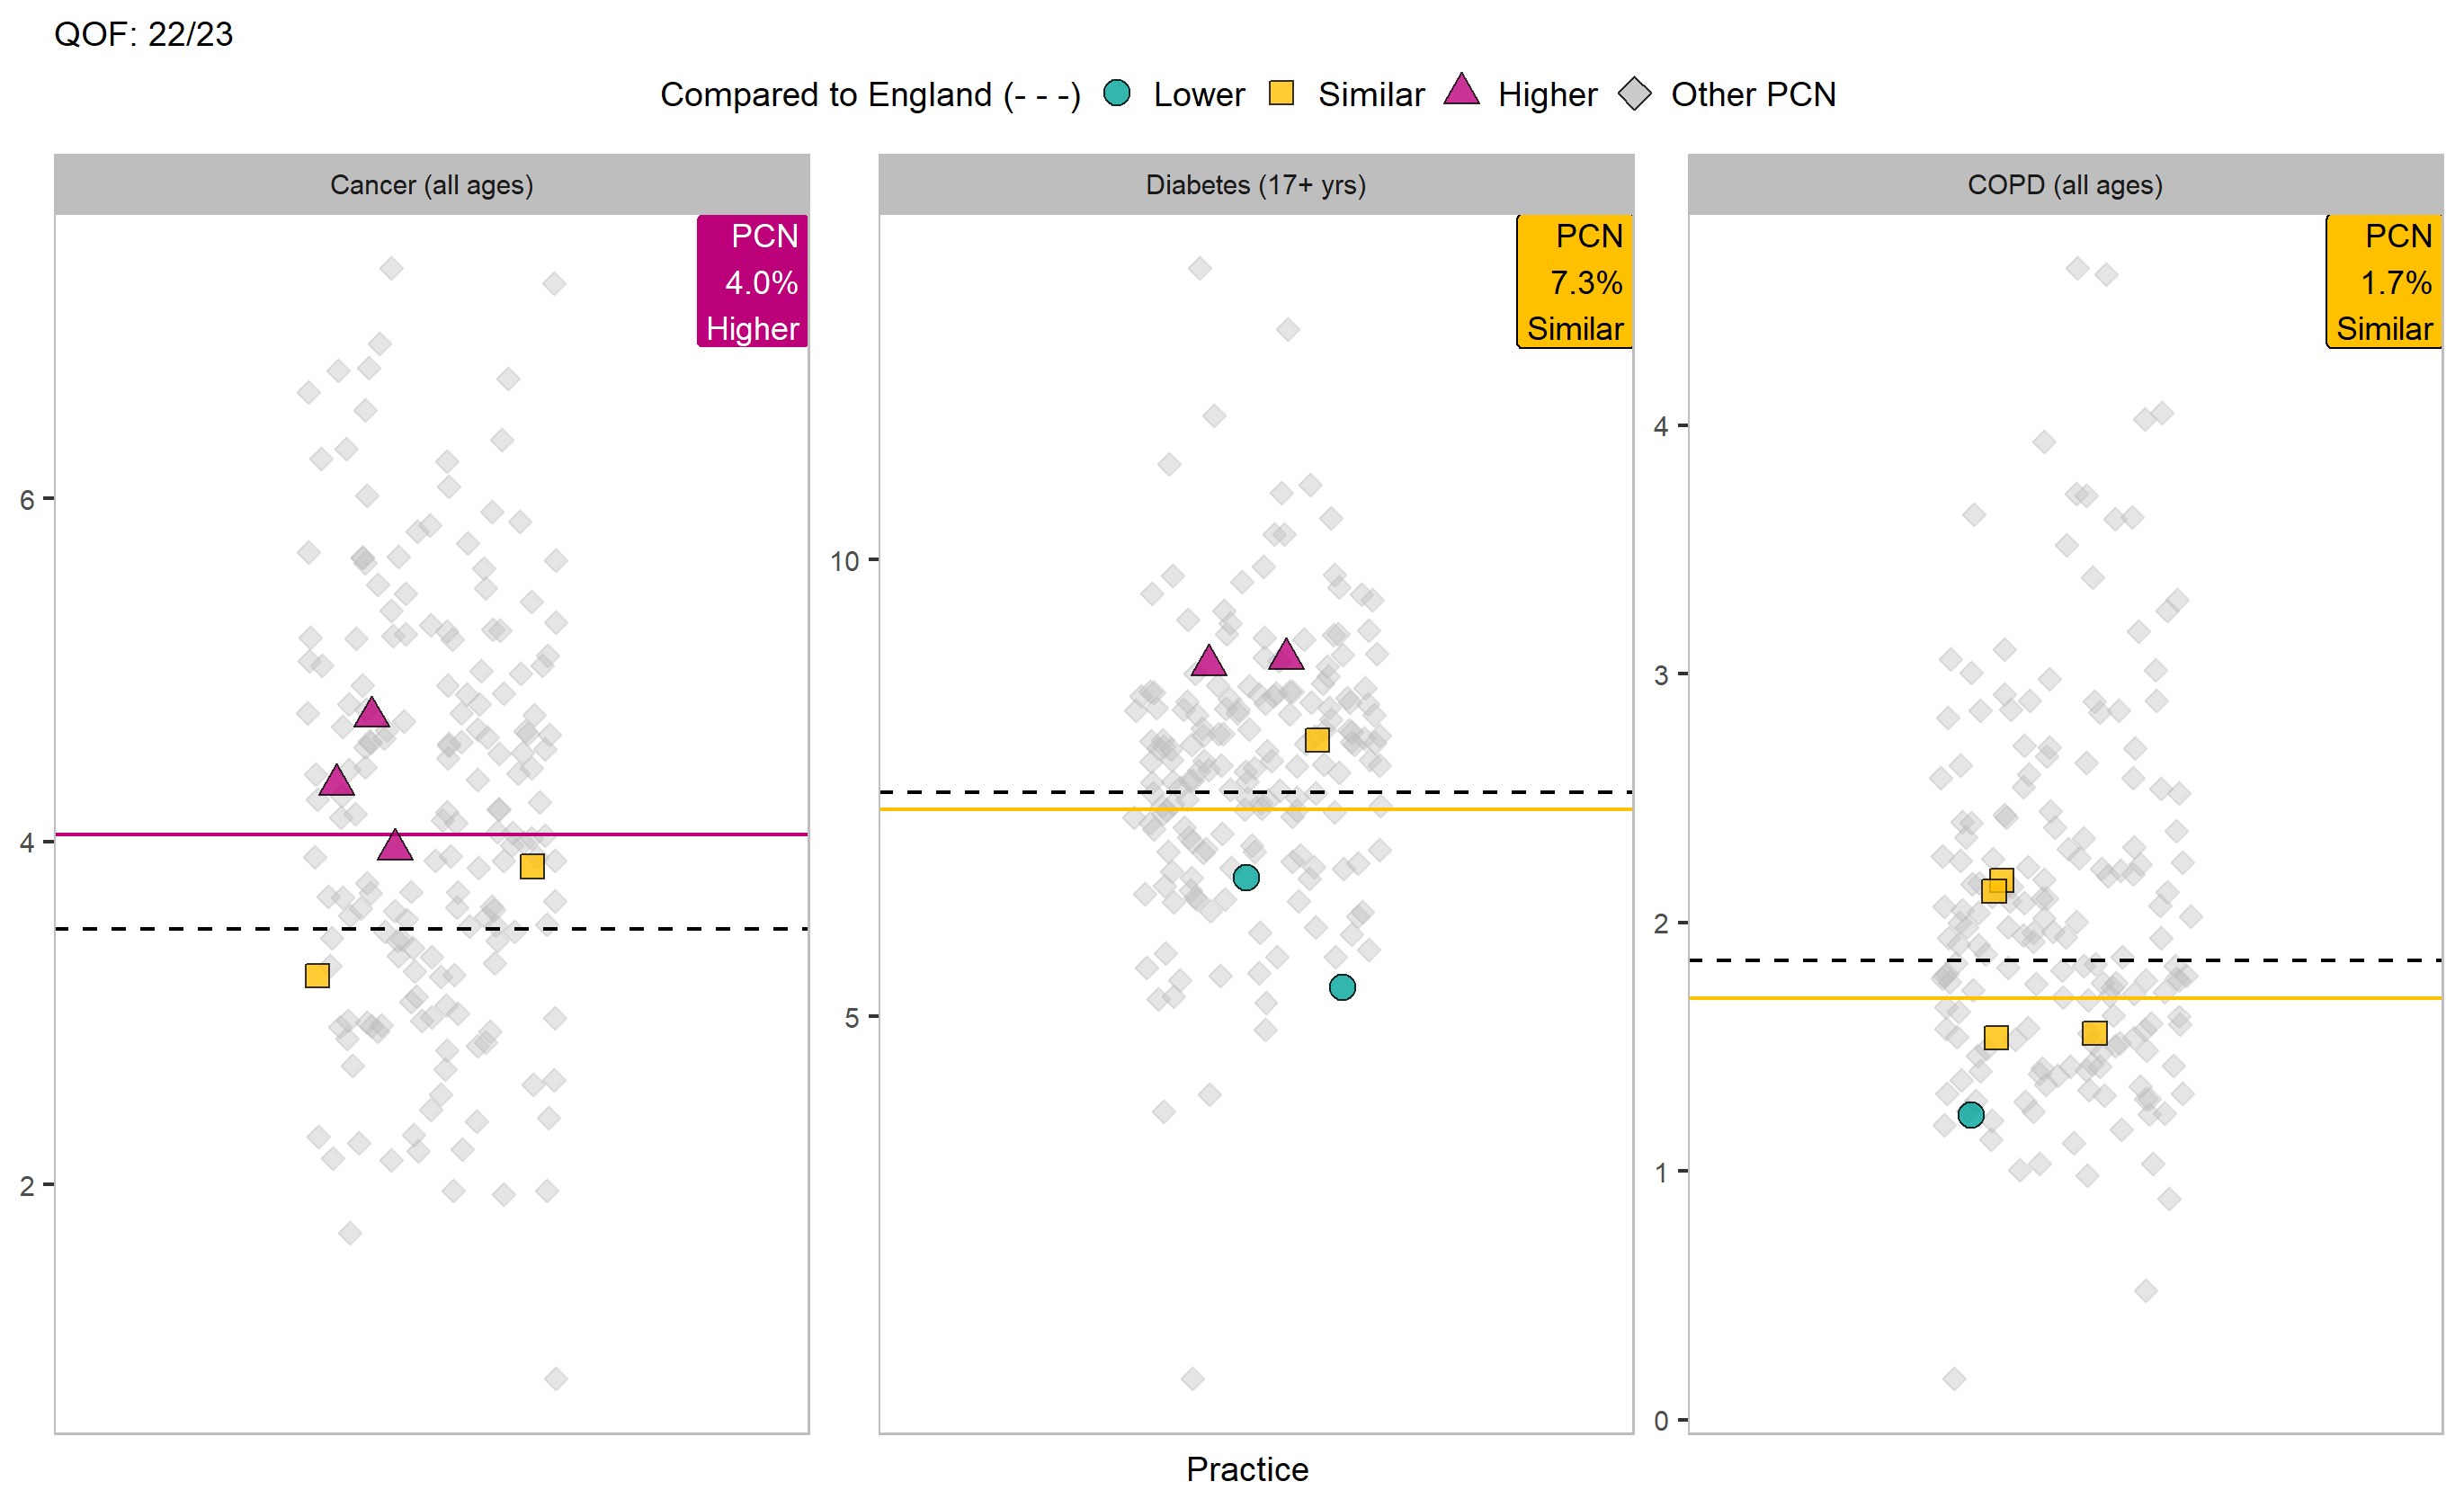 QOF: 22/23
Compared to England (- - -) Lower Similar Higher Other PCN
Cancer (all ages)
PCN
4.0%
Higher
6
4
2
Diabetes (17+ yrs)
PCN
7.3%
Similar
10
5
COPD (all ages)
PCN
1.7%
Similar
4
3
2
1
0
Practice